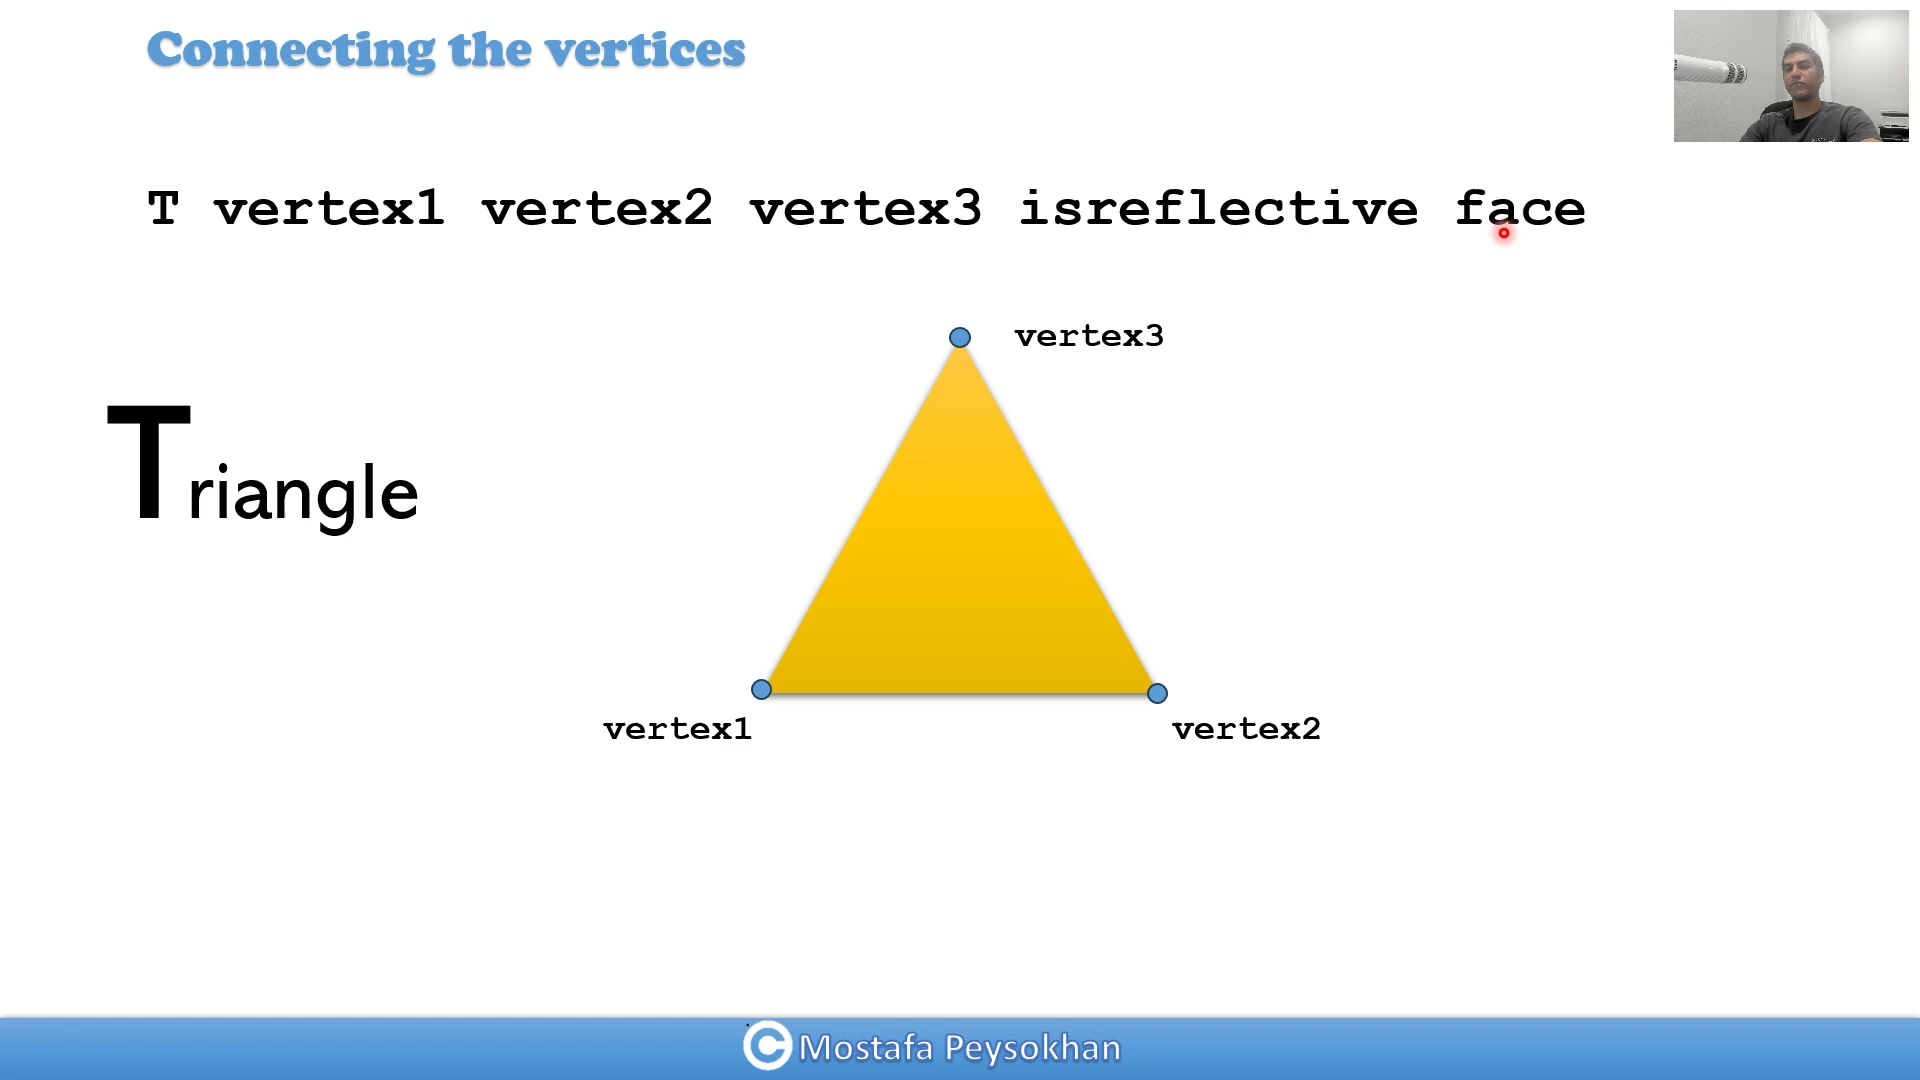 Connecting the vertices
T vertex1 vertex2 vertex3 isreflective face
vertex3
Triangle
vertex1
vertex2
© Mostafa Peysokhan